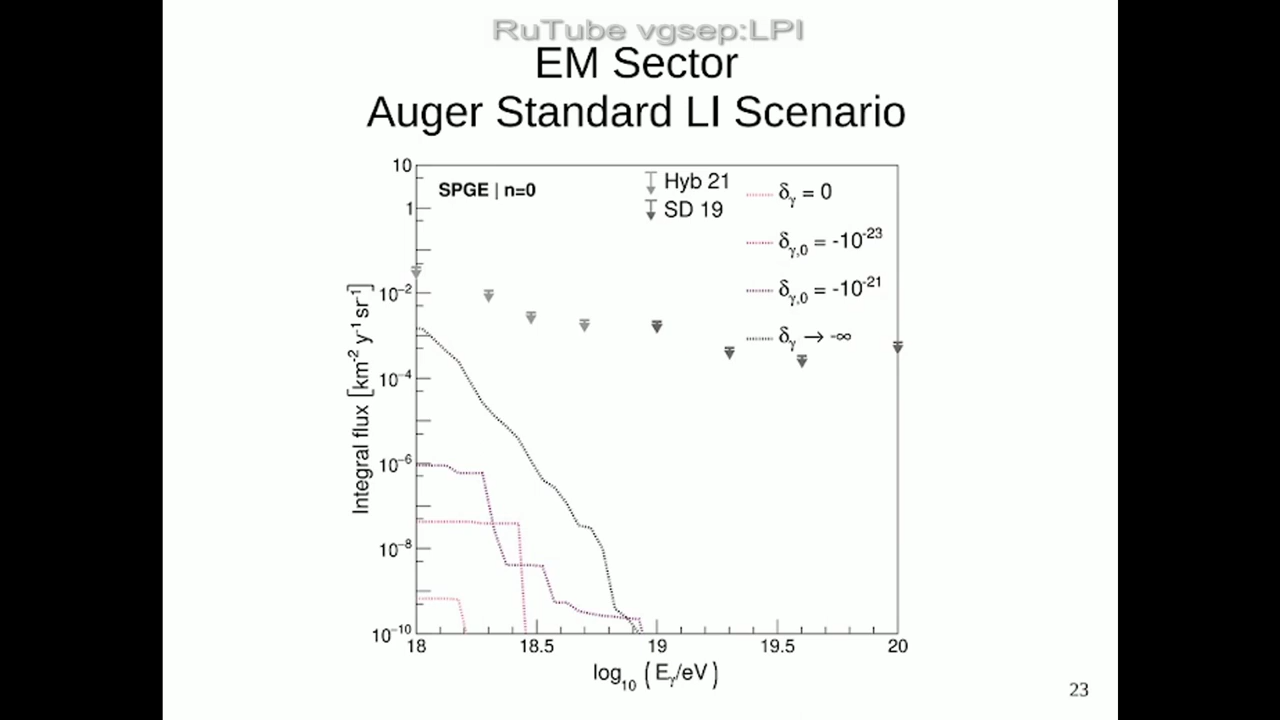 RuTube vgsep:LPI
EM Sector
Auger Standard LI Scenario
SPGE | n=0
Hyb 21
SD 19
δγ = 0
δγ,0 = -10⁻²³
δγ,0 = -10⁻²¹
δγ → -∞
Integral flux [km⁻² y⁻¹ sr⁻¹]
10
1
10⁻²
10⁻⁴
10⁻⁶
10⁻⁸
10⁻¹⁰
18 18.5 19 19.5 20
log₁₀ (Eγ/eV)
23